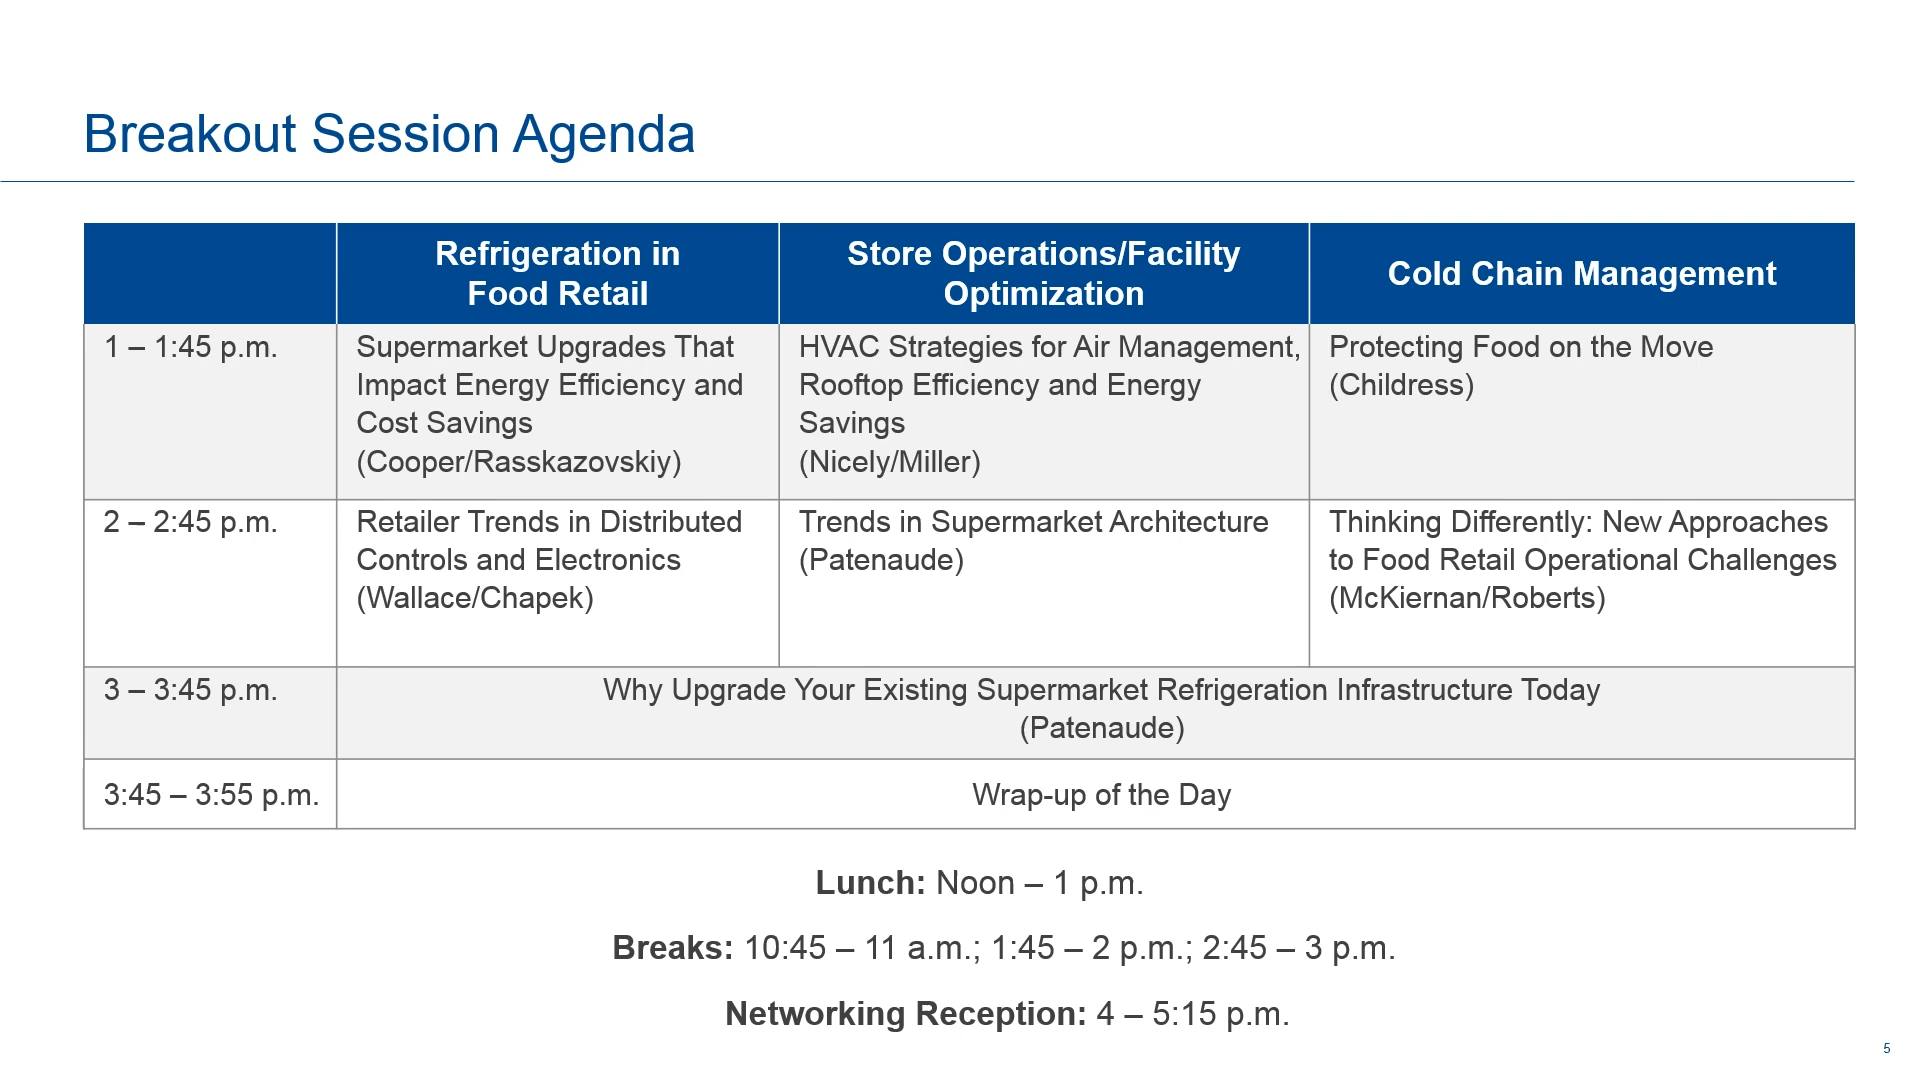 Breakout Session Agenda
Refrigeration in
Food Retail
Store Operations/Facility
Optimization
Cold Chain Management
1 – 1:45 p.m.
Supermarket Upgrades That
Impact Energy Efficiency and
Cost Savings
(Cooper/Rasskazovskiy)
HVAC Strategies for Air Management,
Rooftop Efficiency and Energy
Savings
(Nicely/Miller)
Protecting Food on the Move
(Childress)
2 – 2:45 p.m.
Retailer Trends in Distributed
Controls and Electronics
(Wallace/Chapek)
Trends in Supermarket Architecture
(Patenaude)
Thinking Differently: New Approaches
to Food Retail Operational Challenges
(McKiernan/Roberts)
3 – 3:45 p.m.
Why Upgrade Your Existing Supermarket Refrigeration Infrastructure Today
(Patenaude)
3:45 – 3:55 p.m.
Wrap-up of the Day
Lunch: Noon – 1 p.m.
Breaks: 10:45 – 11 a.m.; 1:45 – 2 p.m.; 2:45 – 3 p.m.
Networking Reception: 4 – 5:15 p.m.
5